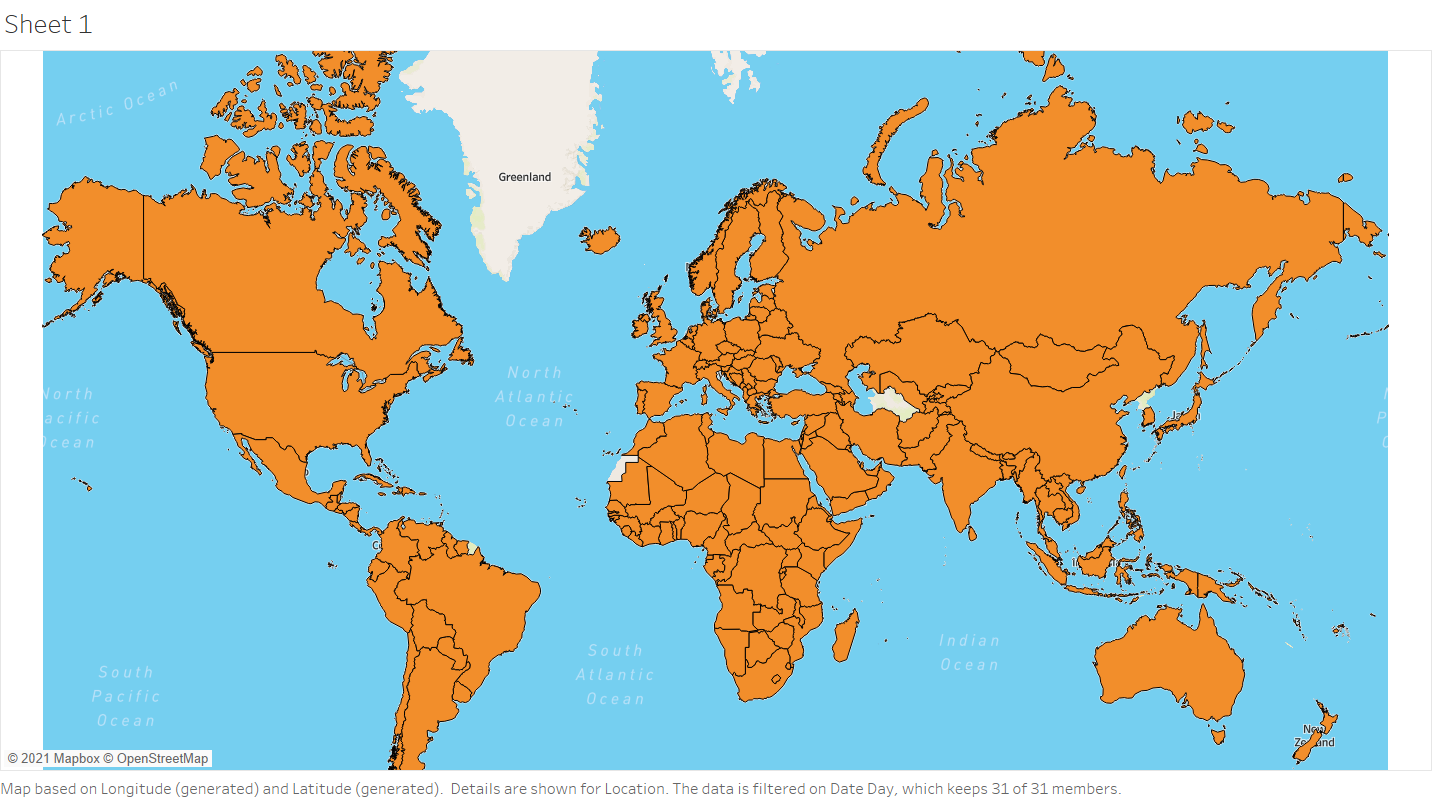 Sheet 1
Arctic Ocean
Greenland
North
Atlantic
Ocean
North
acific
Ocean
South
Pacific
Ocean
South
Atlantic
Ocean
Indian
Ocean
New
© 2021 Mapbox © OpenStreetMap
Map based on Longitude (generated) and Latitude (generated). Details are shown for Location. The data is filtered on Date Day, which keeps 31 of 31 members.